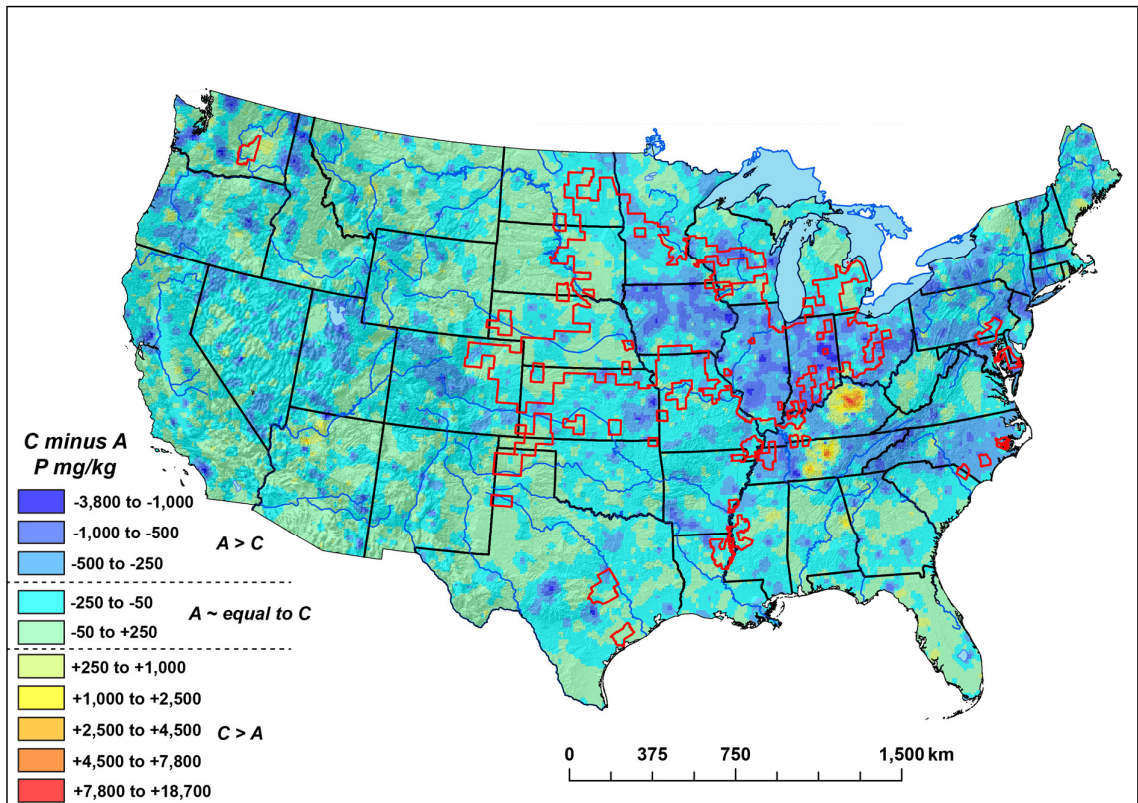 C minus A
P mg/kg
-3,800 to -1,000
-1,000 to -500
-500 to -250
A > C
-250 to -50
-50 to +250
A ~ equal to C
+250 to +1,000
+1,000 to +2,500
+2,500 to +4,500
+4,500 to +7,800
+7,800 to +18,700
C > A
0 375 750 1,500 km